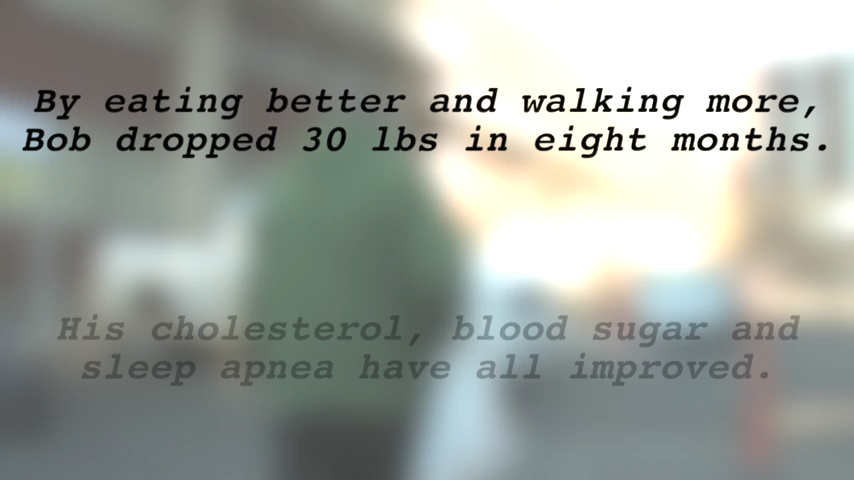 By eating better and walking more,
Bob dropped 30 lbs in eight months.
His cholesterol, blood sugar and
sleep apnea have all improved.